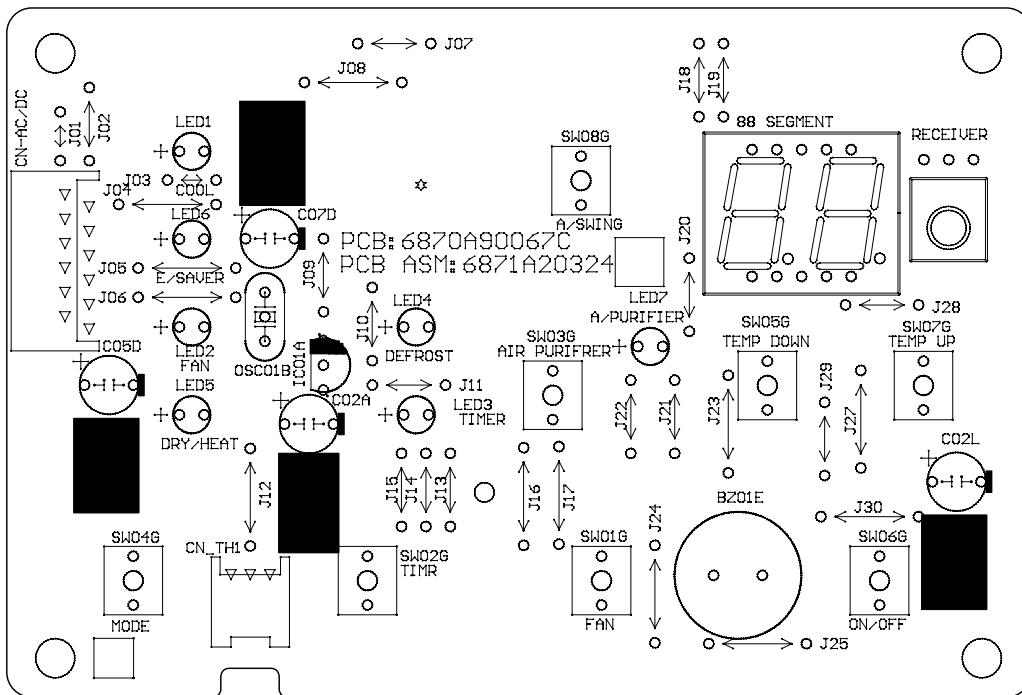 J07
J08
J18
J19
CN-AC/DC
J01
J02
LED1
88 SEGMENT
SW08G
RECEIVER
J03
COOL
J04
LED6
C07D
A/SWING
PCB:6870A90067C
PCB ASM:6871A20324
J20
J05
E/SAVER
J09
J06
LED4
LED7
A/PURIFIER
J28
J10
SW03G
AIR PURIFRER
SW05G
TEMP DOWN
SW07G
TEMP UP
IC05D
LED2
FAN
OSC01B
IC01A
DEFROST
LED5
C02A
J11
LED3
TIMER
J22
J21
J23
J29
J27
DRY/HEAT
C02L
J12
J15
J14
J13
J16
J17
BZ01E
J24
J30
SW04G
CN_TH1
SW02G
TIMR
SW01G
SW06G
MODE
FAN
ON/OFF
J25